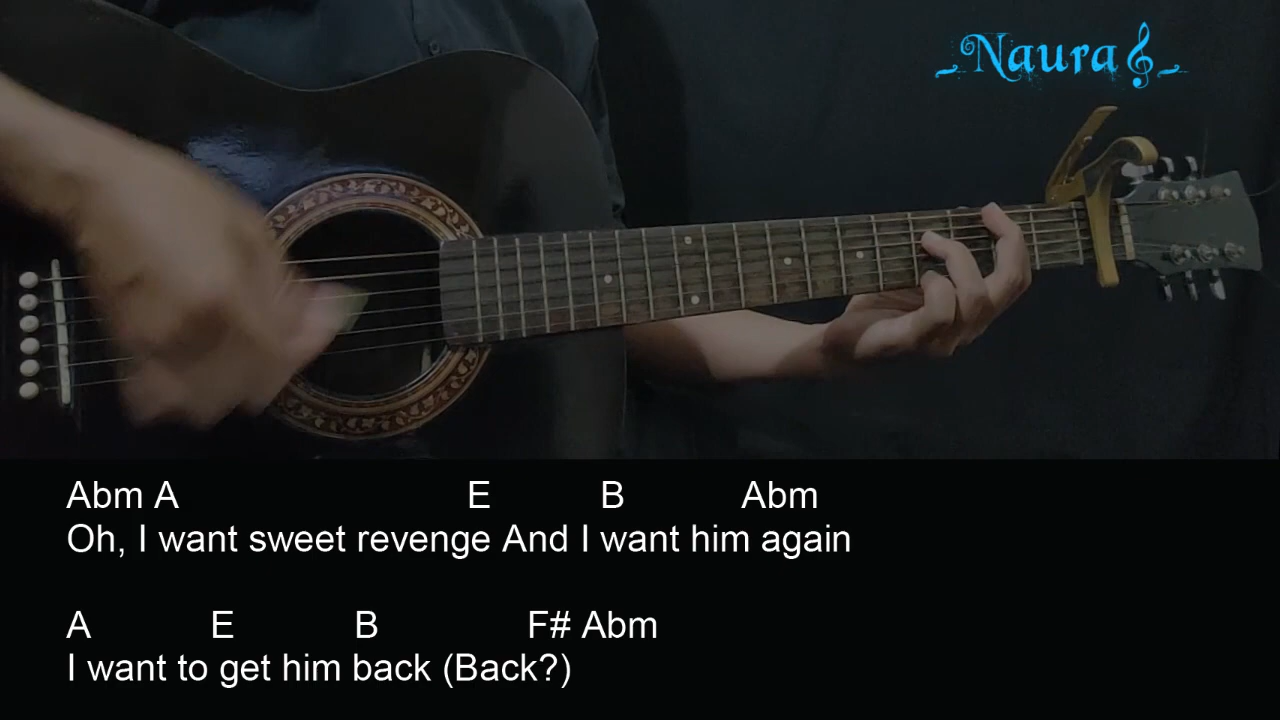 Naura
Abm A E B Abm
Oh, I want sweet revenge And I want him again
A E B F# Abm
I want to get him back (Back?)